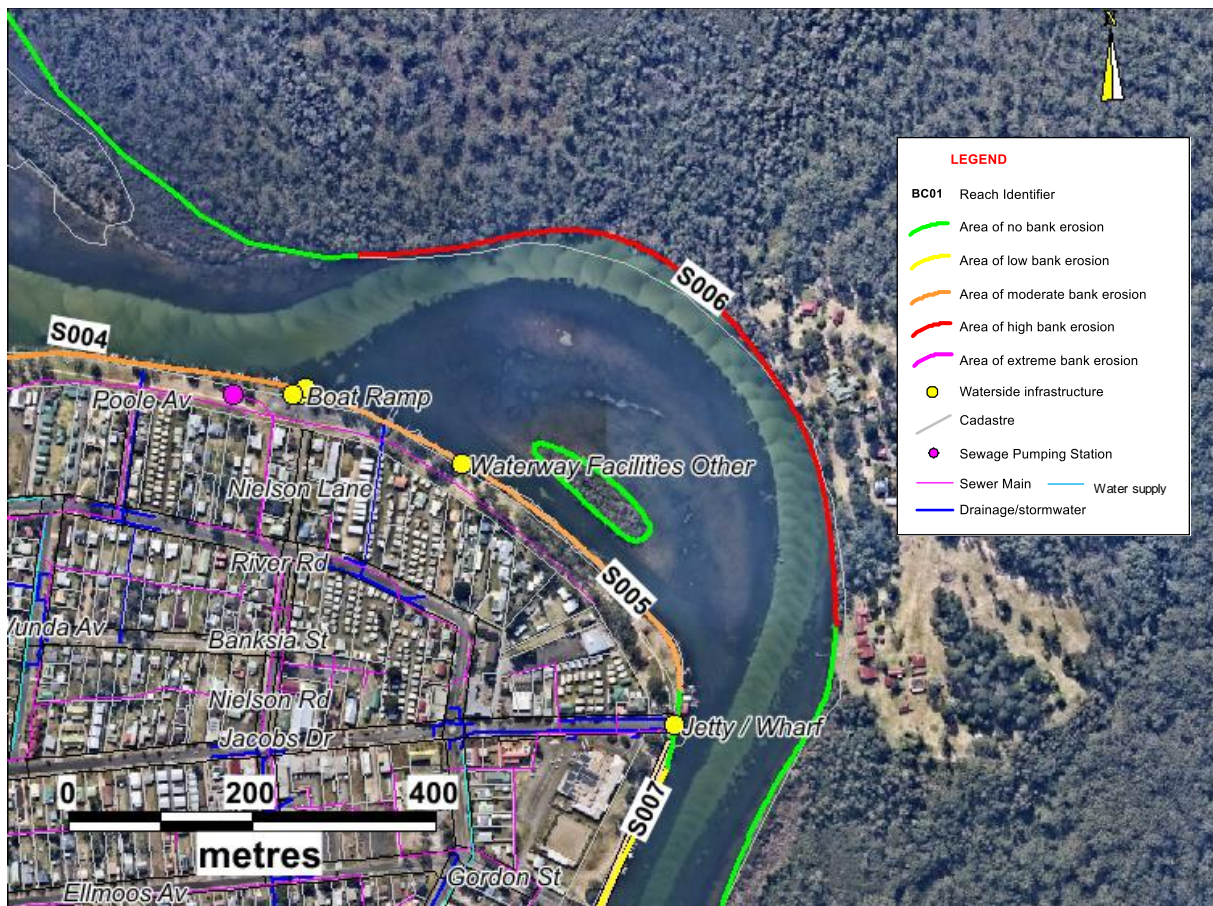 N
LEGEND
BC01 Reach Identifier
Area of no bank erosion
Area of low bank erosion
Area of moderate bank erosion
Area of high bank erosion
Area of extreme bank erosion
Waterside infrastructure
Cadastre
Sewage Pumping Station
Sewer Main Water supply
Drainage/stormwater
S006
S004
Poole Av
Boat Ramp
Waterway Facilities Other
Nielson Lane
River Rd
S005
Banksia St
Nielson Rd
Jacobs Dr
Jetty / Wharf
0 200 400
metres
S007
Gordon St
Ellmoos Av